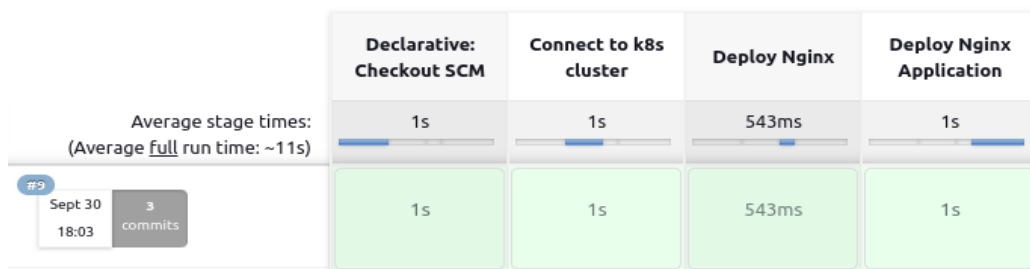 Declarative:
Checkout SCM
Connect to k8s
cluster
Deploy Nginx
Deploy Nginx
Application
Average stage times:
(Average full run time: ~11s)
1s
1s
543ms
1s
#9
Sept 30
18:03
3
commits
1s
1s
543ms
1s